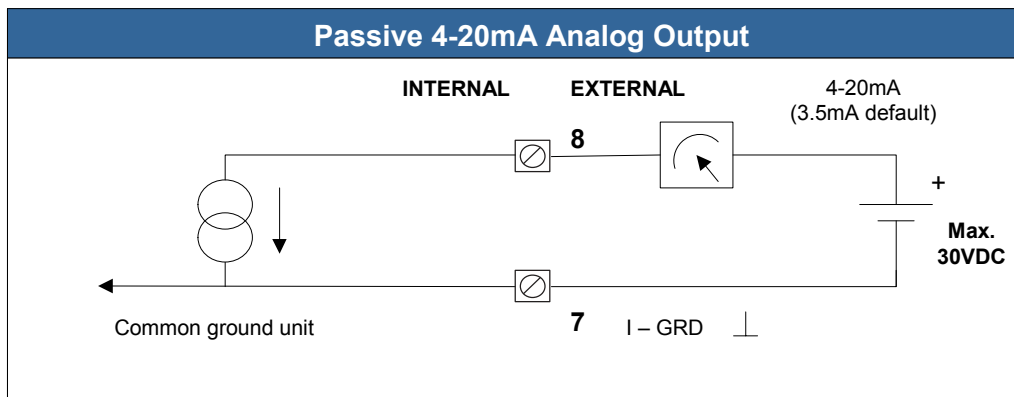 Passive 4-20mA Analog Output
INTERNAL EXTERNAL
4-20mA
(3.5mA default)
8
+
Max.
30VDC
7 I – GRD
Common ground unit